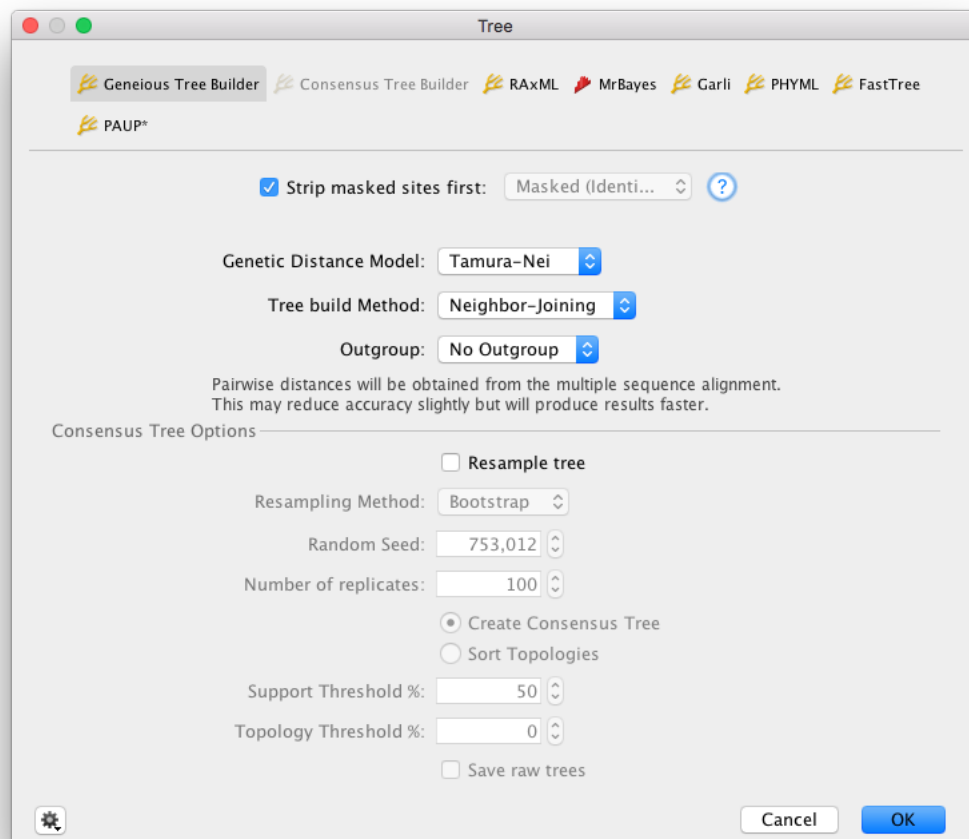 Tree
Geneious Tree Builder Consensus Tree Builder RAxML MrBayes Garli PHYML FastTree
PAUP*
Strip masked sites first: Masked (Identi... ?
Genetic Distance Model: Tamura-Nei
Tree build Method: Neighbor-Joining
Outgroup: No Outgroup
Pairwise distances will be obtained from the multiple sequence alignment.
This may reduce accuracy slightly but will produce results faster.
Consensus Tree Options
Resample tree
Resampling Method: Bootstrap
Random Seed: 753,012
Number of replicates: 100
Create Consensus Tree
Sort Topologies
Support Threshold %: 50
Topology Threshold %: 0
Save raw trees
Cancel OK